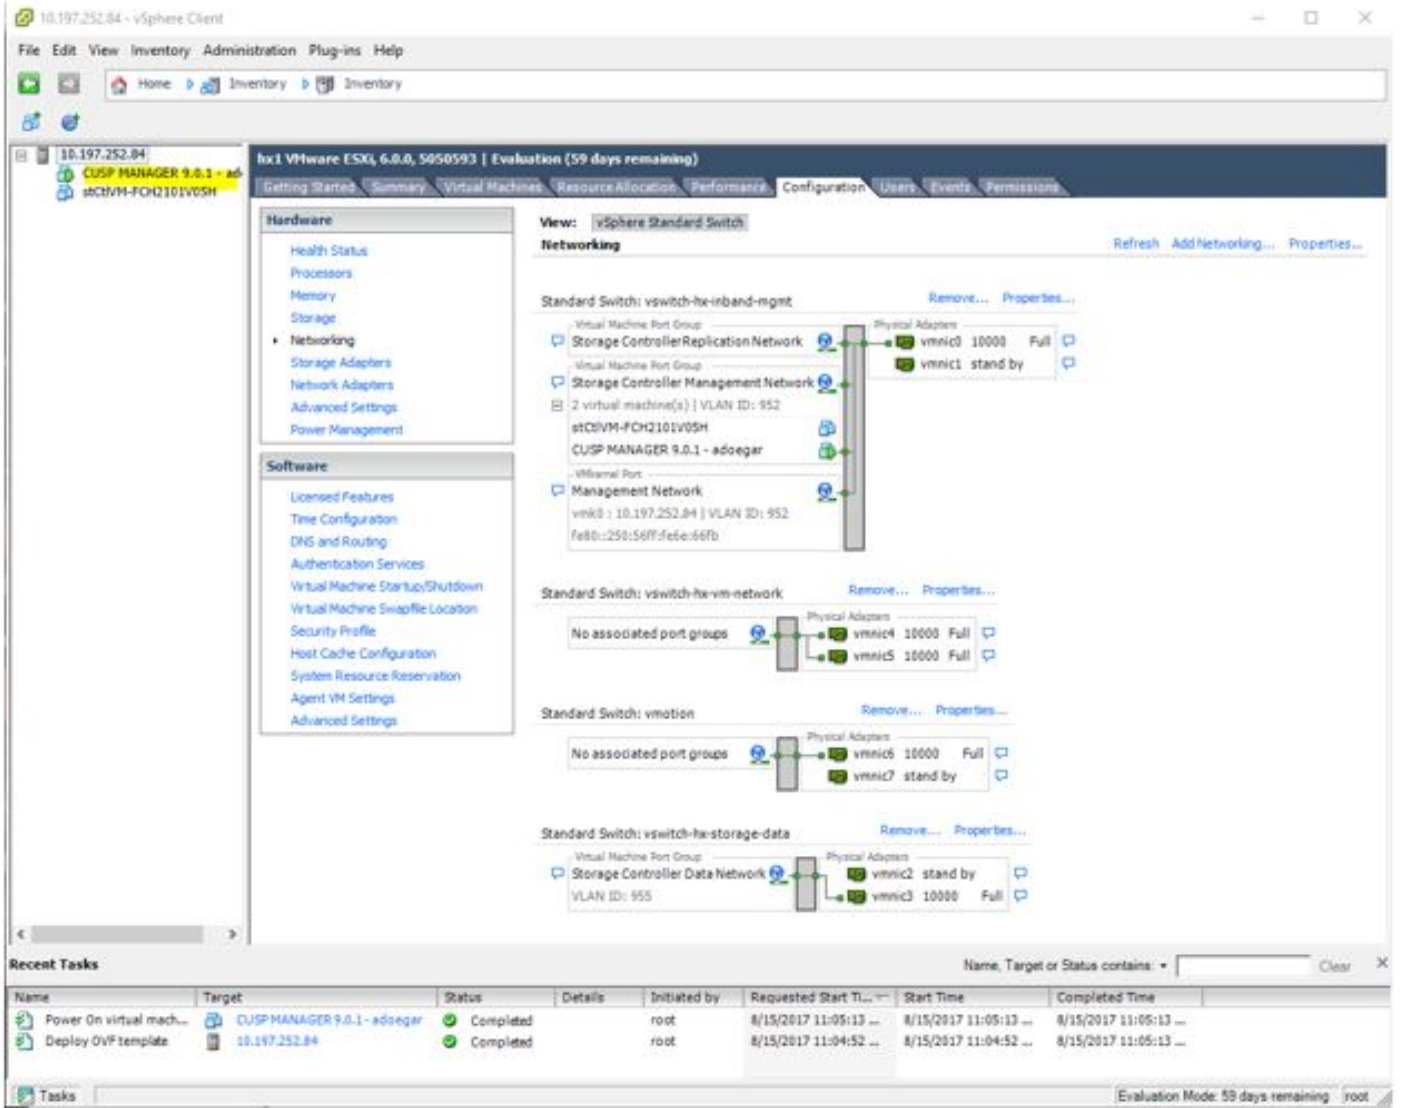 10.197.252.84 - vSphere Client
File Edit View Inventory Administration Plug-ins Help
Home Inventory Inventory
10.197.252.84
CUSP MANAGER 9.0.1 - ad
stCtlVM-FCH2101V05H
hx1 VMware ESXi, 6.0.0, 5050593 | Evaluation (59 days remaining)
Getting Started Summary Virtual Machines Resource Allocation Performance Configuration Users Events Permissions
Hardware
Health Status
Processors
Memory
Storage
Networking
Storage Adapters
Network Adapters
Advanced Settings
Power Management
Software
Licensed Features
Time Configuration
DNS and Routing
Authentication Services
Virtual Machine Startup/Shutdown
Virtual Machine Swapfile Location
Security Profile
Host Cache Configuration
System Resource Reservation
Agent VM Settings
Advanced Settings
View: vSphere Standard Switch
Networking
Refresh Add Networking... Properties...
Standard Switch: vswitch-hx-inband-mgmt Remove... Properties...
Virtual Machine Port Group Physical Adapters
Storage Controller Replication Network vmnic0 10000 Full
Virtual Machine Port Group vmnic1 stand by
Storage Controller Management Network
2 virtual machine(s) | VLAN ID: 952
stCtlVM-FCH2101V05H
CUSP MANAGER 9.0.1 - adoegar
VMkernel Port
Management Network
vmk0 : 10.197.252.84 | VLAN ID: 952
fe80::250:56ff:fe6e:66fb
Standard Switch: vswitch-hx-vm-network Remove... Properties...
Physical Adapters
No associated port groups vmnic4 10000 Full
vmnic5 10000 Full
Standard Switch: vmotion Remove... Properties...
Physical Adapters
No associated port groups vmnic6 10000 Full
vmnic7 stand by
Standard Switch: vswitch-hx-storage-data Remove... Properties...
Virtual Machine Port Group Physical Adapters
Storage Controller Data Network vmnic2 stand by
VLAN ID: 955 vmnic3 10000 Full
Recent Tasks Name, Target or Status contains: Clear
Name Target Status Details Initiated by Requested Start Ti... Start Time Completed Time
Power On virtual mach... CUSP MANAGER 9.0.1 - adoegar Completed root 8/15/2017 11:05:13 ... 8/15/2017 11:05:13 ... 8/15/2017 11:05:13 ...
Deploy OVF template 10.197.252.84 Completed root 8/15/2017 11:04:52 ... 8/15/2017 11:04:52 ... 8/15/2017 11:05:13 ...
Tasks Evaluation Mode: 59 days remaining root